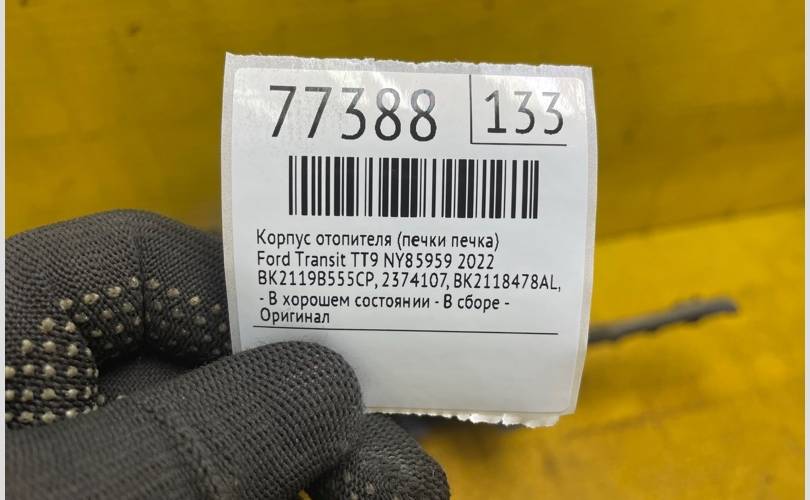 77388 133
Корпус отопителя (печки печка)
Ford Transit TT9 NY85959 2022
BK2119B555CP, 2374107, BK2118478AL,
- В хорошем состоянии - В сборе -
Оригинал